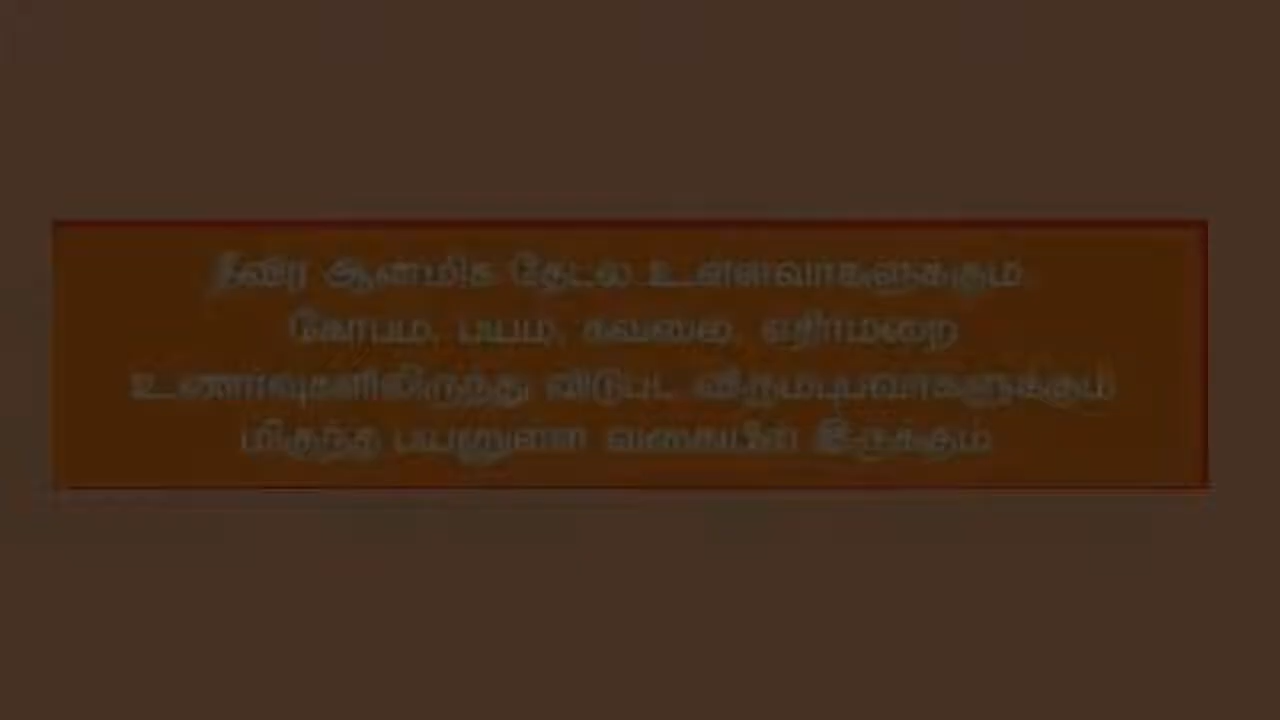 தீவிர ஆன்மிக தேடல் உள்ளவர்களுக்கும்
கோபம், பயம், கவலை, எதிர்மறை
உணர்வுகளிலிருந்து விடுபட விரும்புபவர்களுக்கும்
மிகுந்த பயனுள்ள வகையில் இருக்கும்